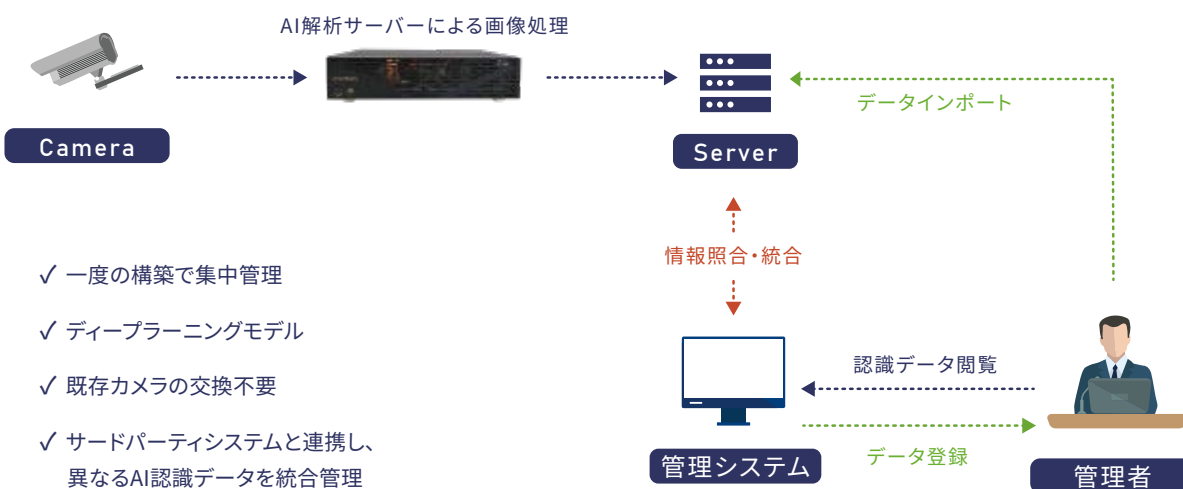 AI解析サーバーによる画像処理
Camera
Server
データインポート
情報照合・統合
✓ 一度の構築で集中管理
✓ ディープラーニングモデル
✓ 既存カメラの交換不要
✓ サードパーティシステムと連携し、
異なるAI認識データを統合管理
認識データ閲覧
データ登録
管理システム
管理者